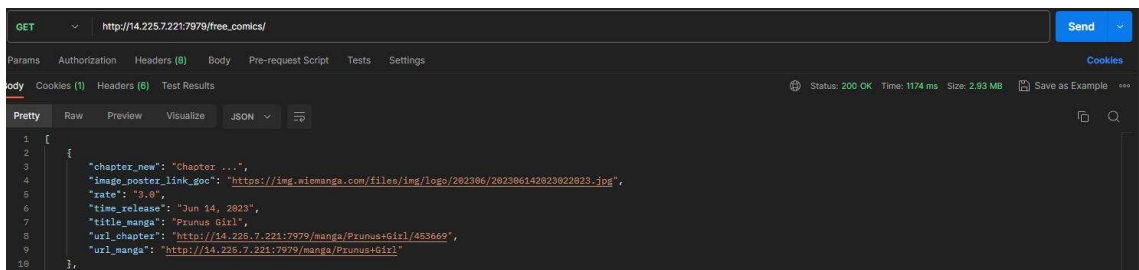 GET http://14.225.7.221:7979/free_comics/ Send
Params Authorization Headers (8) Body Pre-request Script Tests Settings Cookies
Body Cookies (1) Headers (6) Test Results Status: 200 OK Time: 1174 ms Size: 2.93 MB Save as Example
Pretty Raw Preview Visualize JSON
1 [
2 {
3 "chapter_new": "Chapter ...",
4 "image_poster_link_goc": "https://img.wiemanga.com/files/img/logo/202306/202306142023022023.jpg",
5 "rate": "3.0",
6 "time_release": "Jun 14, 2023",
7 "title_manga": "Prunus Girl",
8 "url_chapter": "http://14.225.7.221:7979/manga/Prunus+Girl/453669",
9 "url_manga": "http://14.225.7.221:7979/manga/Prunus+Girl"
10 },